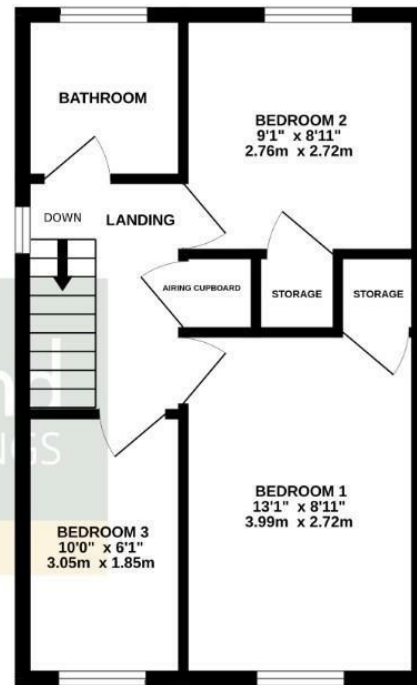 BATHROOM
BEDROOM 2
9'1" x 8'11"
2.76m x 2.72m
DOWN
LANDING
AIRING CUPBOARD
STORAGE
STORAGE
BEDROOM 1
13'1" x 8'11"
3.99m x 2.72m
BEDROOM 3
10'0" x 6'1"
3.05m x 1.85m